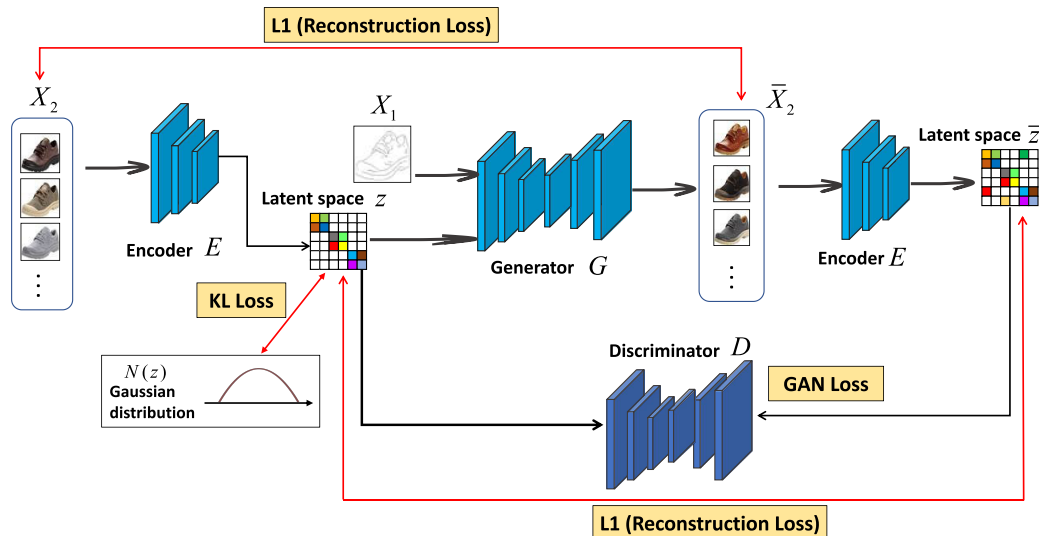 L1 (Reconstruction Loss)
X₂
X₁
X̄₂
Latent space z̄
Latent space z
Encoder E
Generator G
Encoder E
KL Loss
N(z)
Gaussian
distribution
Discriminator D
GAN Loss
L1 (Reconstruction Loss)